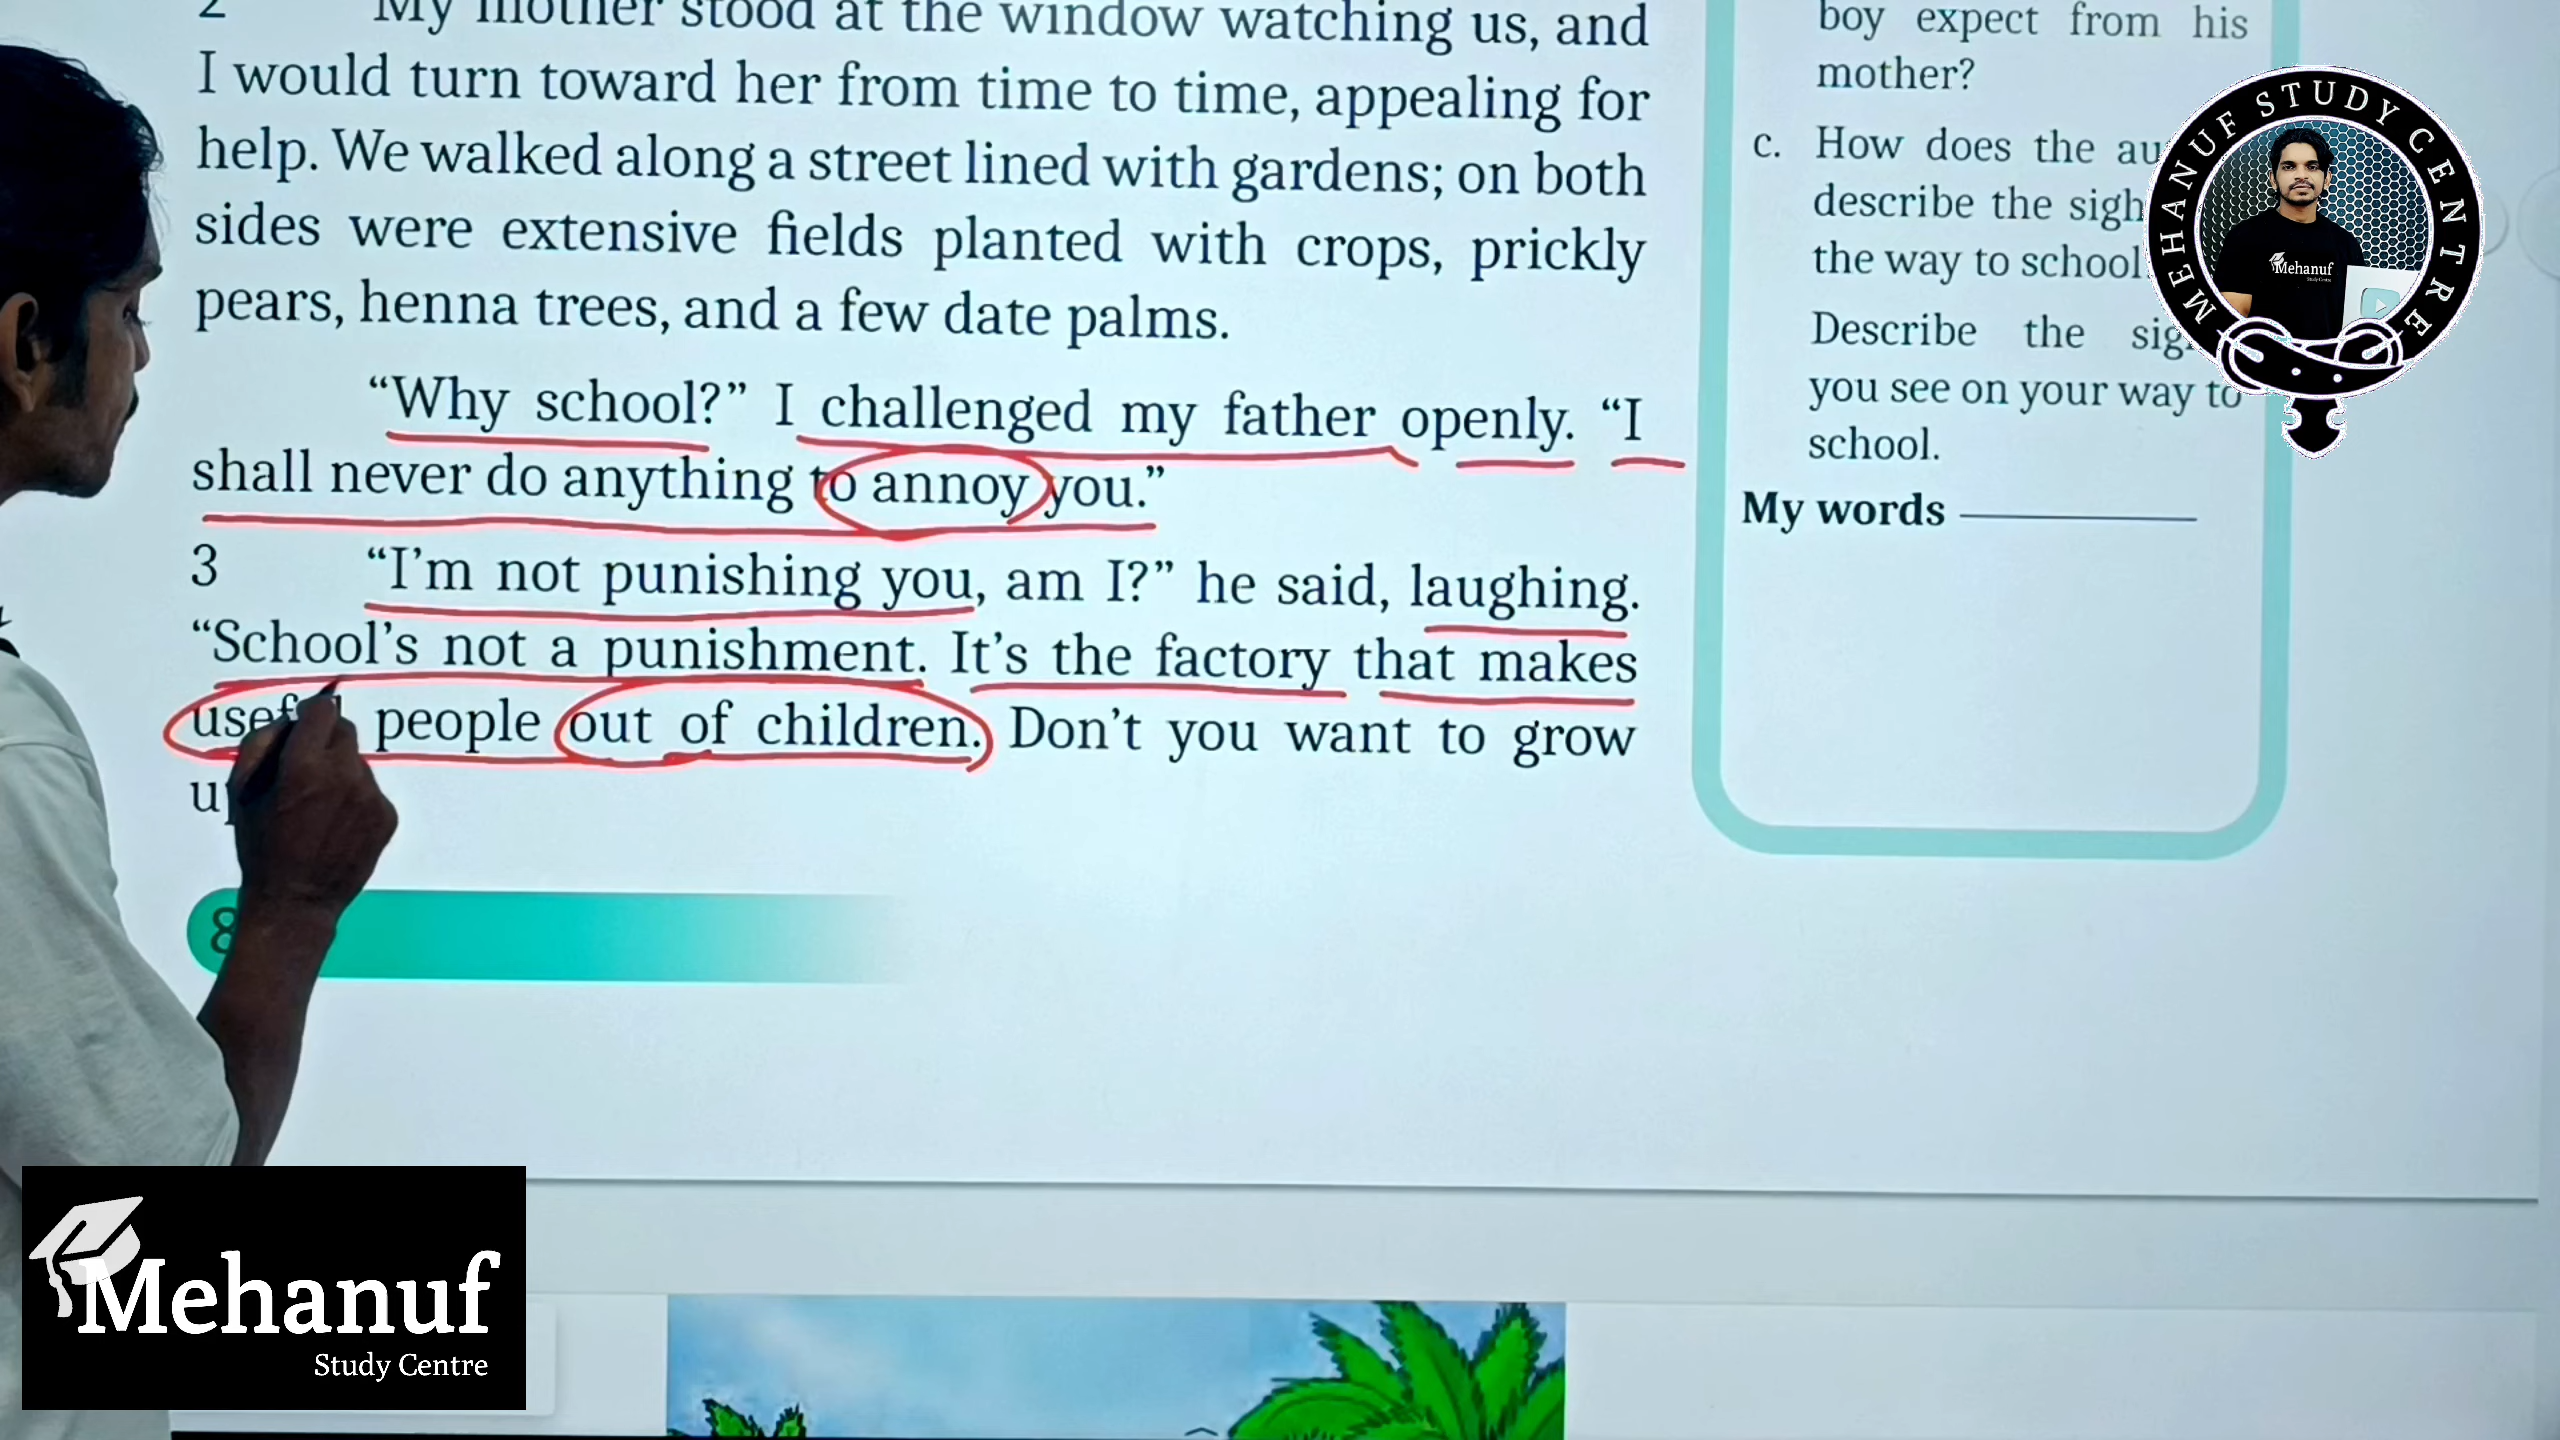 2 My mother stood at the window watching us, and
I would turn toward her from time to time, appealing for
help. We walked along a street lined with gardens; on both
sides were extensive fields planted with crops, prickly
pears, henna trees, and a few date palms.
“Why school?” I challenged my father openly. “I
shall never do anything to annoy you.”
3 “I’m not punishing you, am I?” he said, laughing.
“School’s not a punishment. It’s the factory that makes
people out of children. Don’t you want to grow
8
boy expect from his
mother?
c. How does the
describe the
the way to school
Describe the
you see on your way to
school.
My words
MEHANUF STUDY CENTRE
Mehanuf
Study Centre
Mehanuf
Study Centre